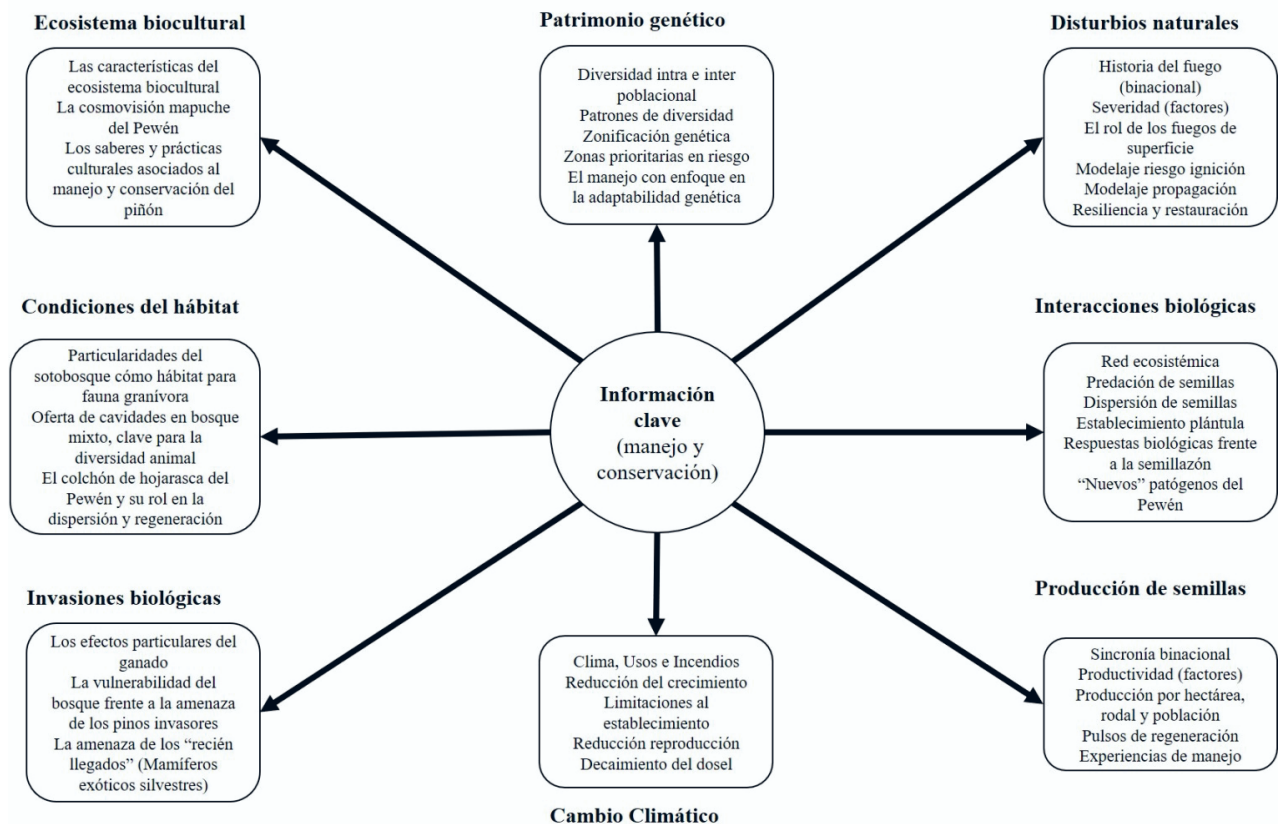 Ecosistema biocultural
Las características del
ecosistema biocultural
La cosmovisión mapuche
del Pewén
Los saberes y prácticas
culturales asociados al
manejo y conservación del
piñón
Patrimonio genético
Diversidad intra e inter
poblacional
Patrones de diversidad
Zonificación genética
Zonas prioritarias en riesgo
El manejo con enfoque en
la adaptabilidad genética
Disturbios naturales
Historia del fuego
(binacional)
Severidad (factores)
El rol de los fuegos de
superficie
Modelaje riesgo ignición
Modelaje propagación
Resiliencia y restauración
Condiciones del hábitat
Particularidades del
sotobosque cómo hábitat para
fauna granívora
Oferta de cavidades en bosque
mixto, clave para la
diversidad animal
El colchón de hojarasca del
Pewén y su rol en la
dispersión y regeneración
Información
clave
(manejo y
conservación)
Interacciones biológicas
Red ecosistémica
Predación de semillas
Dispersión de semillas
Establecimiento plántula
Respuestas biológicas frente
a la semillazón
“Nuevos” patógenos del
Pewén
Invasiones biológicas
Los efectos particulares del
ganado
La vulnerabilidad del
bosque frente a la amenaza
de los pinos invasores
La amenaza de los “recién
llegados” (Mamíferos
exóticos silvestres)
Clima, Usos e Incendios
Reducción del crecimiento
Limitaciones al
establecimiento
Reducción reproducción
Decaimiento del dosel
Cambio Climático
Producción de semillas
Sincronía binacional
Productividad (factores)
Producción por hectárea,
rodal y población
Pulsos de regeneración
Experiencias de manejo